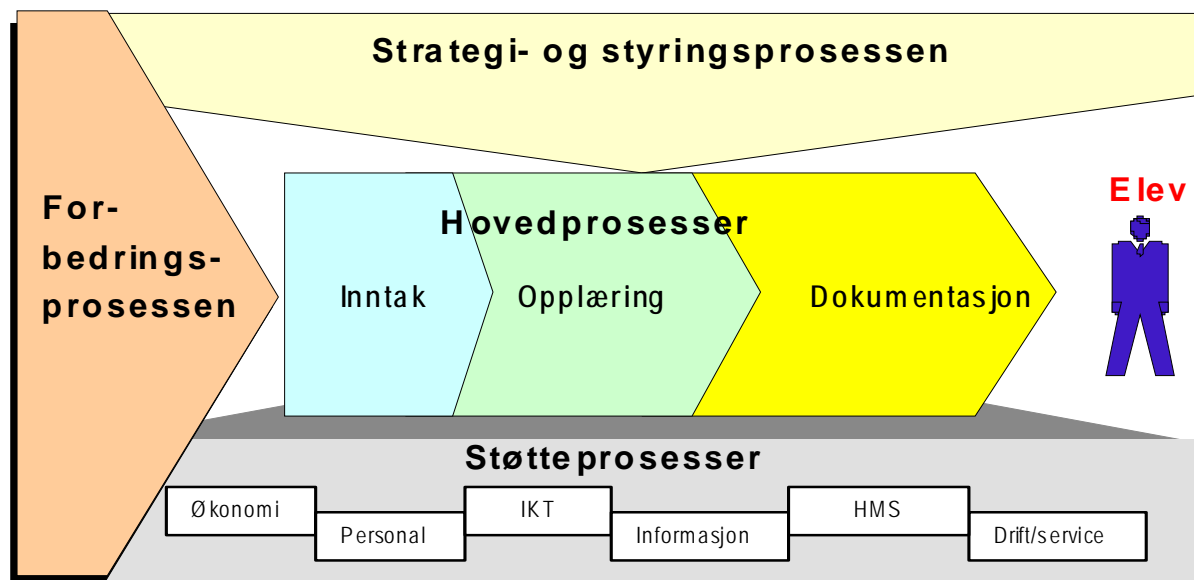 Strategi- og styringsprosessen
For-
bedrings-
prosessen
Elev
Hovedprosesser
Inntak
Opplæring
Dokumentasjon
Støtteprosesser
Økonomi
IKT
HMS
Personal
Informasjon
Drift/service